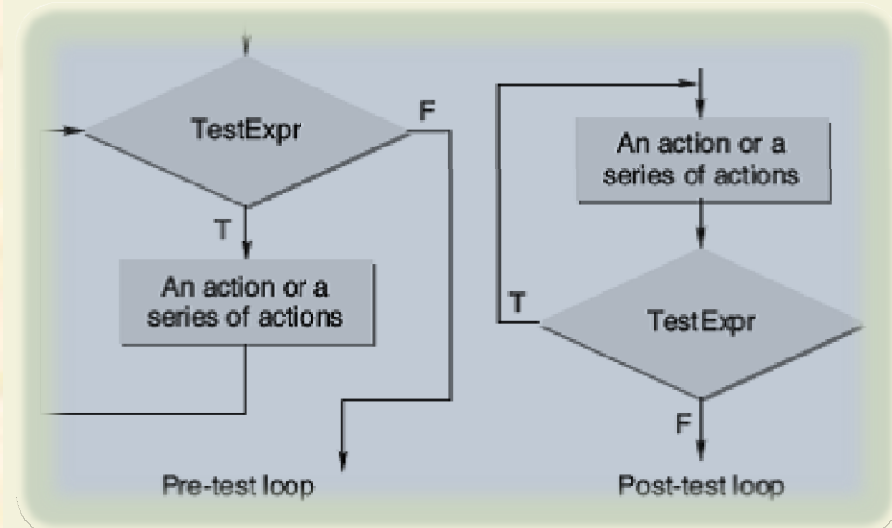 TestExpr
F
T
An action or a
series of actions
Pre-test loop
An action or a
series of actions
TestExpr
T
F
Post-test loop